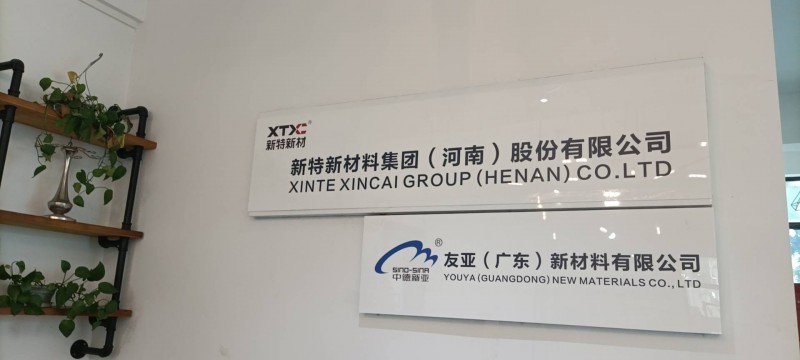 XTXC®
新特新材
新特新材料集团（河南）股份有限公司
XINTE XINCAI GROUP (HENAN) CO.LTD
®
SINO-SINA
中德新亚
友亚（广东）新材料有限公司
YOUYA (GUANGDONG) NEW MATERIALS CO., LTD